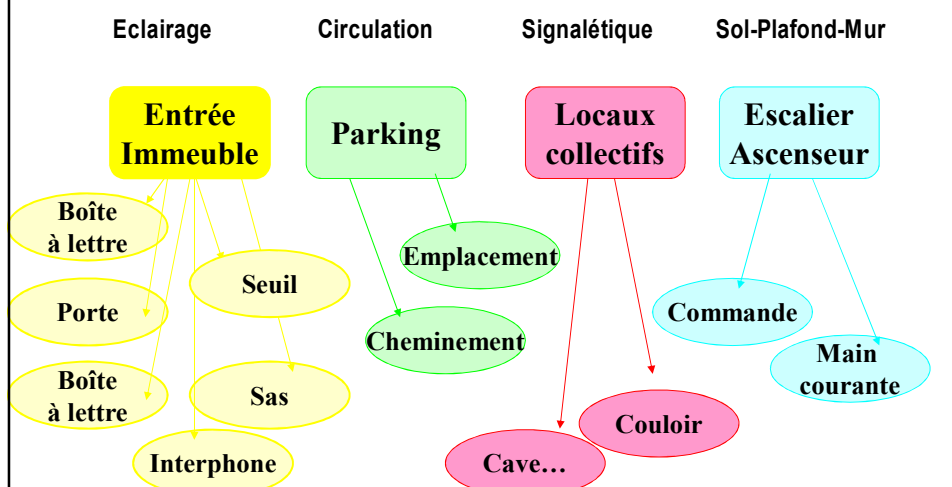 Eclairage
Circulation
Signalétique
Sol-Plafond-Mur
Entrée
Immeuble
Parking
Locaux
collectifs
Escalier
Ascenseur
Boîte
à lettre
Emplacement
Seuil
Porte
Commande
Cheminement
Main
courante
Boîte
à lettre
Sas
Couloir
Interphone
Cave…